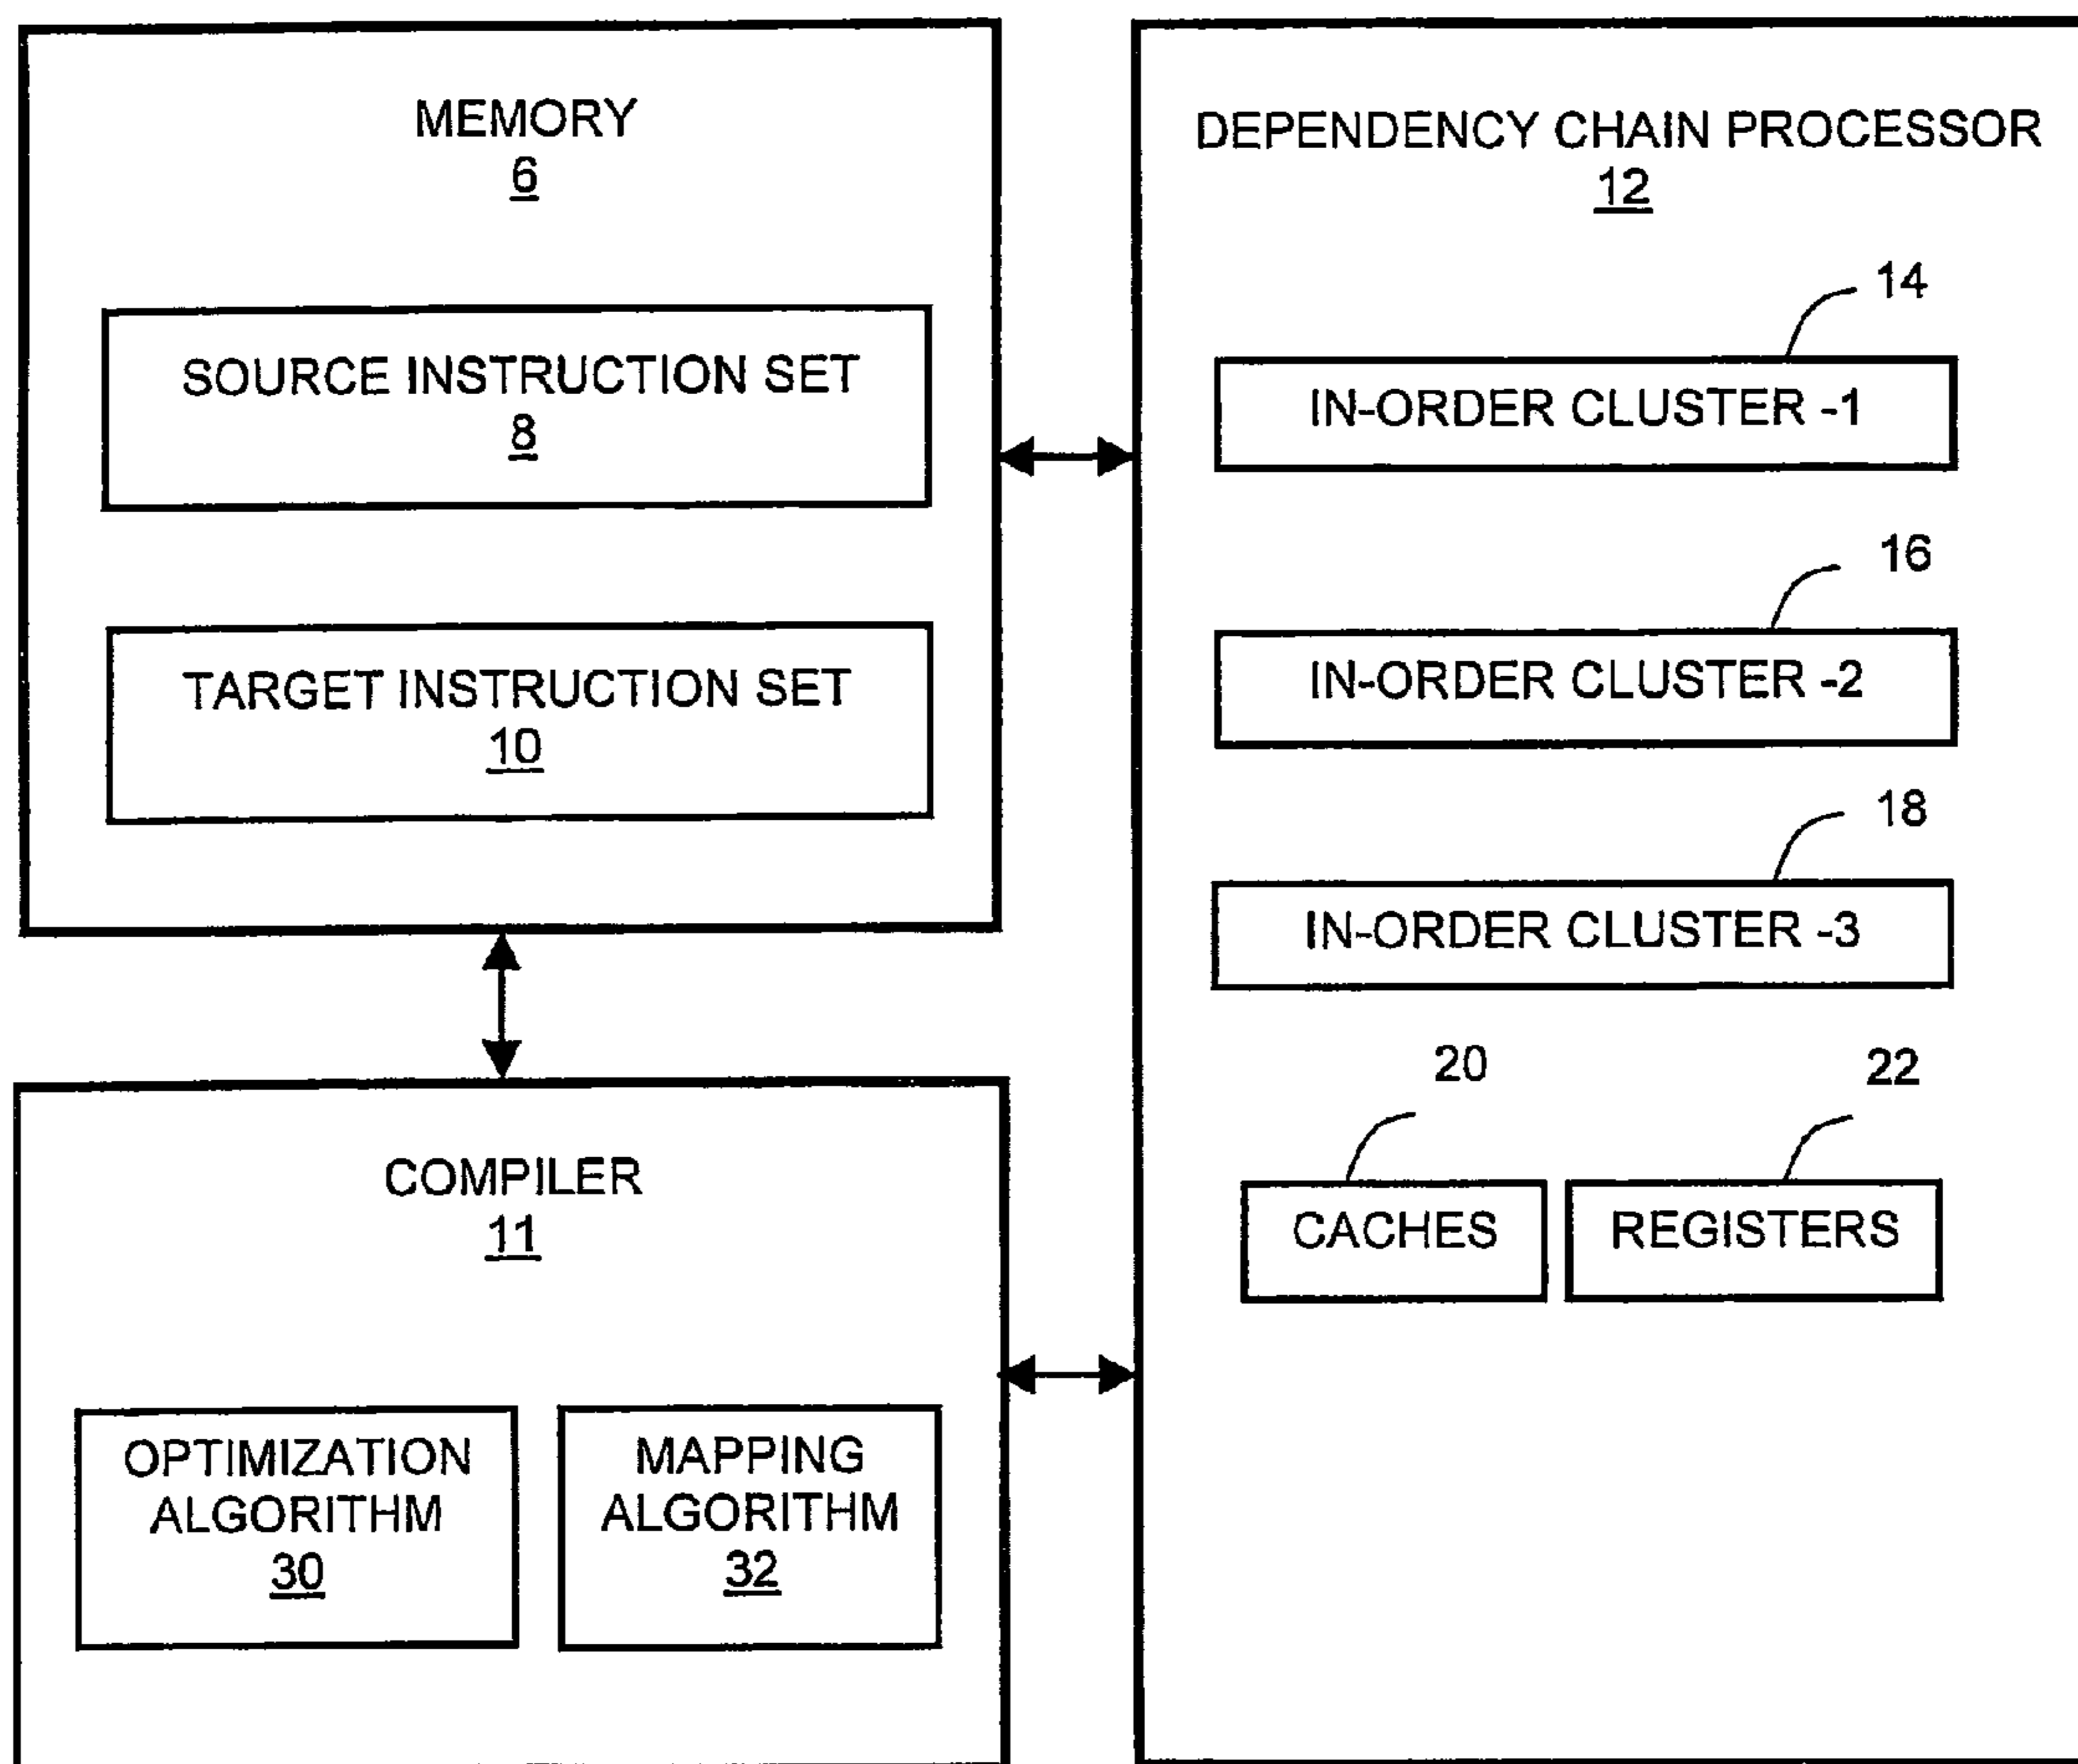 MEMORY
6
SOURCE INSTRUCTION SET
8
TARGET INSTRUCTION SET
10
COMPILER
11
OPTIMIZATION
ALGORITHM
30
MAPPING
ALGORITHM
32
DEPENDENCY CHAIN PROCESSOR
12
14
IN-ORDER CLUSTER -1
16
IN-ORDER CLUSTER -2
18
IN-ORDER CLUSTER -3
20
22
CACHES
REGISTERS